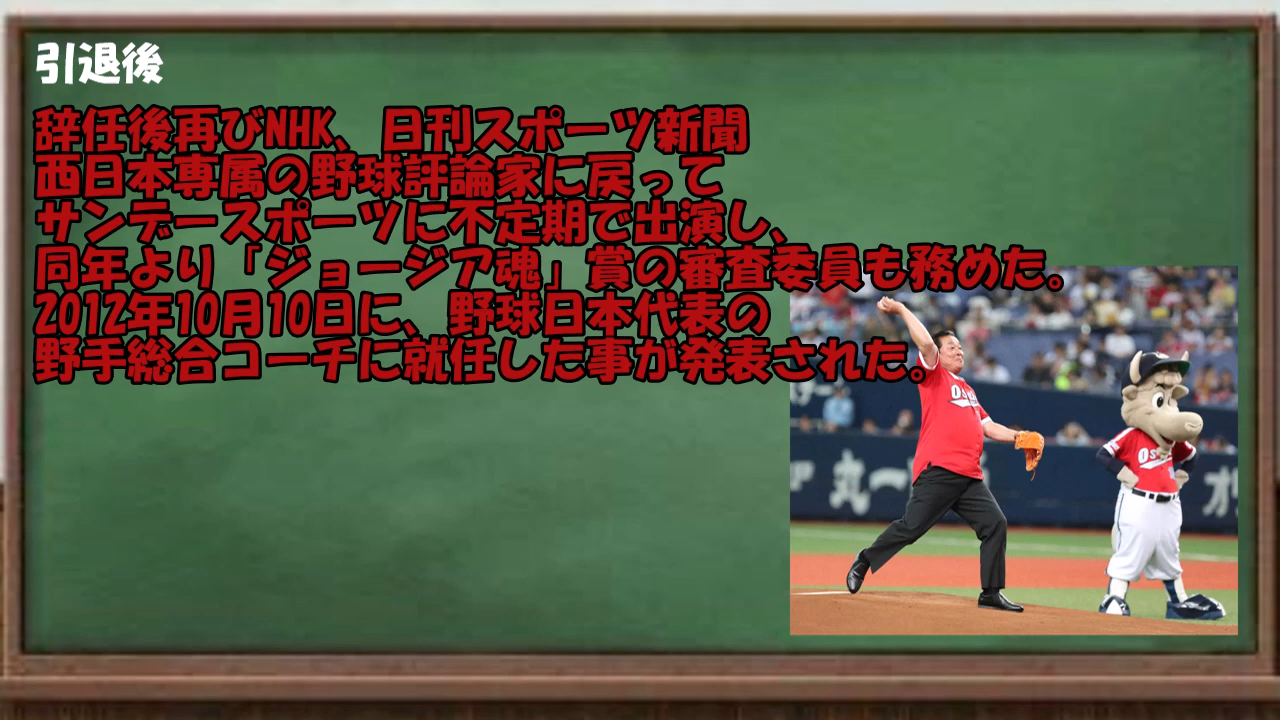 引退後
辞任後再びNHK、日刊スポーツ新聞
西日本専属の野球評論家に戻って
サンデースポーツに不定期で出演し、
同年より「ジョージア魂」賞の審査委員も務めた。
2012年10月10日に、野球日本代表の
野手総合コーチに就任した事が発表された。